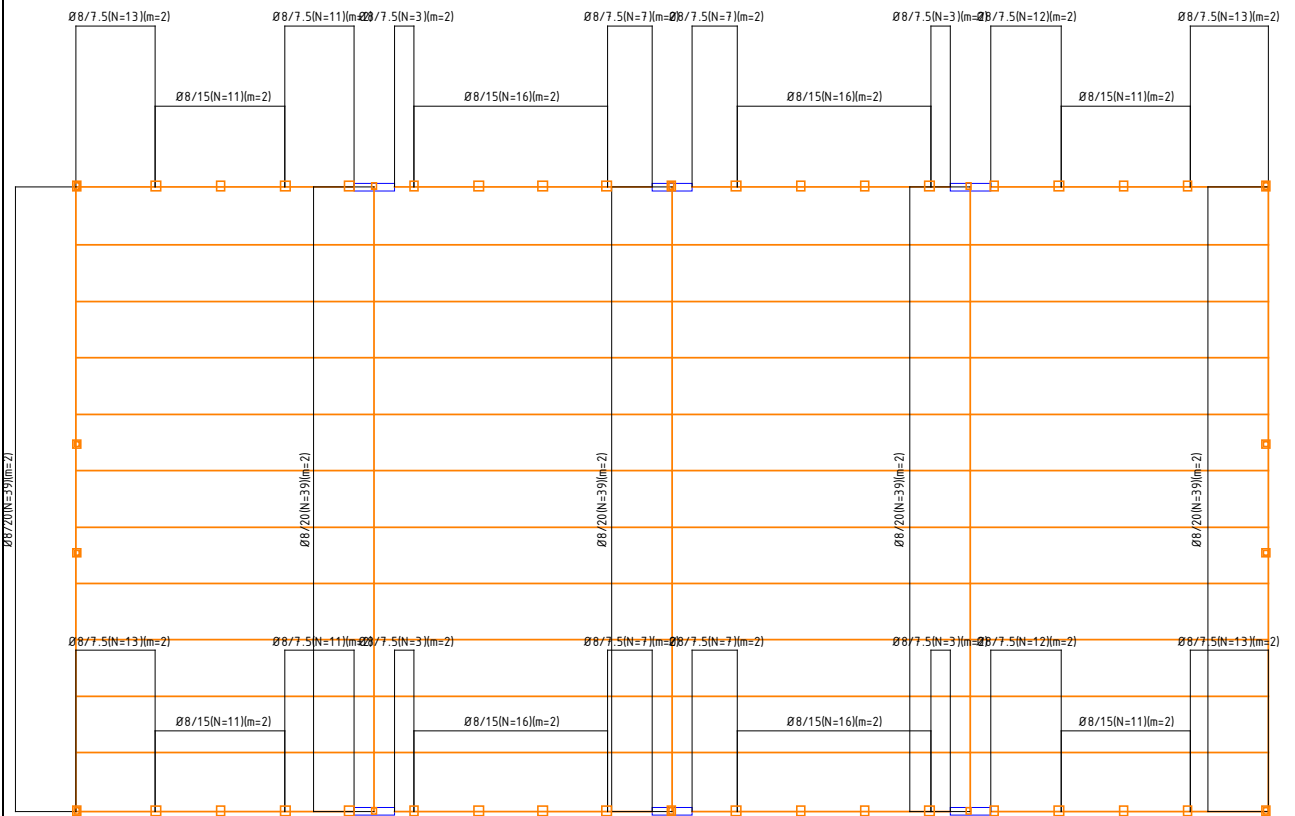 Ø8/7.5(N=13)(m=2)
Ø8/7.5(N=11)(m=2)
Ø8/7.5(N=3)(m=2)
Ø8/7.5(N=7)(m=2)
Ø8/7.5(N=7)(m=2)
Ø8/7.5(N=3)(m=2)
Ø8/7.5(N=12)(m=2)
Ø8/7.5(N=13)(m=2)
Ø8/15(N=11)(m=2)
Ø8/15(N=16)(m=2)
Ø8/15(N=16)(m=2)
Ø8/15(N=11)(m=2)
Ø8/20(N=39)(m=2)
Ø8/20(N=39)(m=2)
Ø8/20(N=39)(m=2)
Ø8/20(N=39)(m=2)
Ø8/20(N=39)(m=2)
Ø8/7.5(N=13)(m=2)
Ø8/7.5(N=11)(m=2)
Ø8/7.5(N=3)(m=2)
Ø8/7.5(N=7)(m=2)
Ø8/7.5(N=7)(m=2)
Ø8/7.5(N=3)(m=2)
Ø8/7.5(N=12)(m=2)
Ø8/7.5(N=13)(m=2)
Ø8/15(N=11)(m=2)
Ø8/15(N=16)(m=2)
Ø8/15(N=16)(m=2)
Ø8/15(N=11)(m=2)